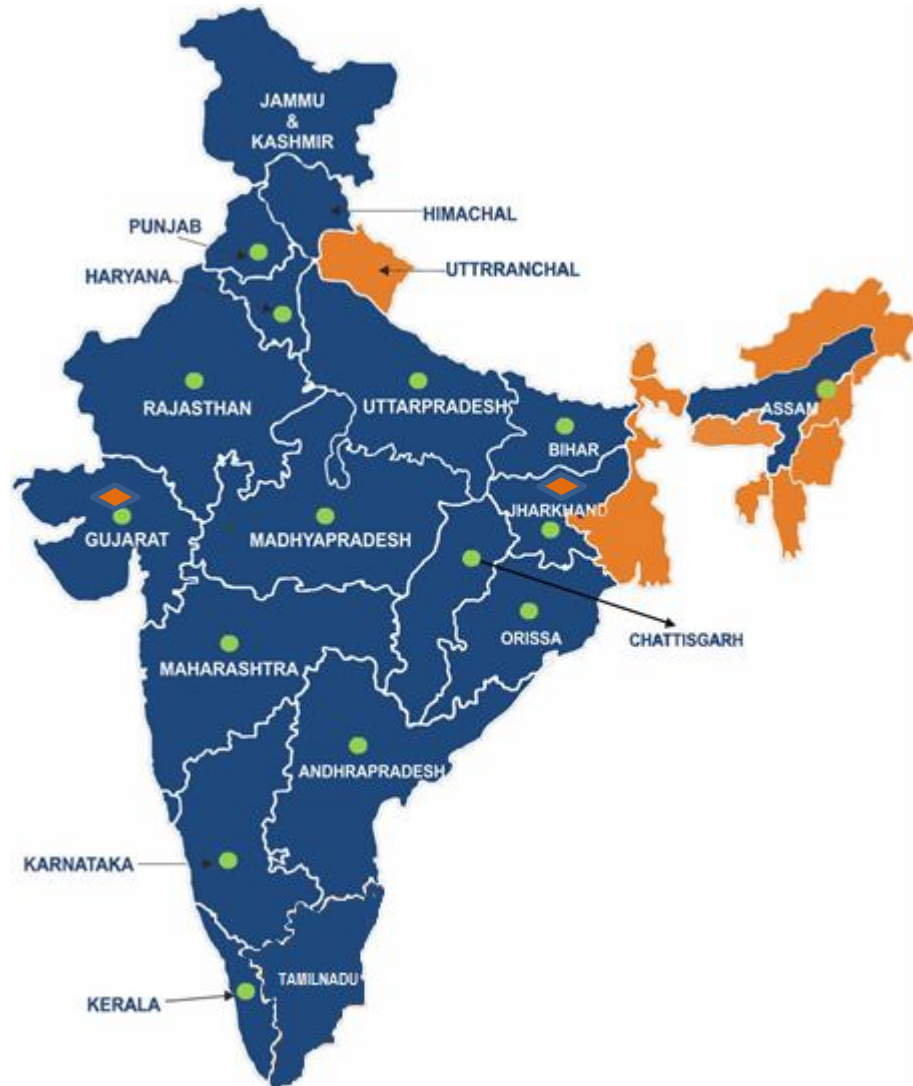 JAMMU
&
KASHMIR
HIMACHAL
PUNJAB
UTTRRANCHAL
HARYANA
RAJASTHAN
UTTARPRADESH
ASSAM
BIHAR
JHARKHAND
GUJARAT
MADHYAPRADESH
ORISSA
CHATTISGARH
MAHARASHTRA
ANDHRAPRADESH
KARNATAKA
TAMILNADU
KERALA